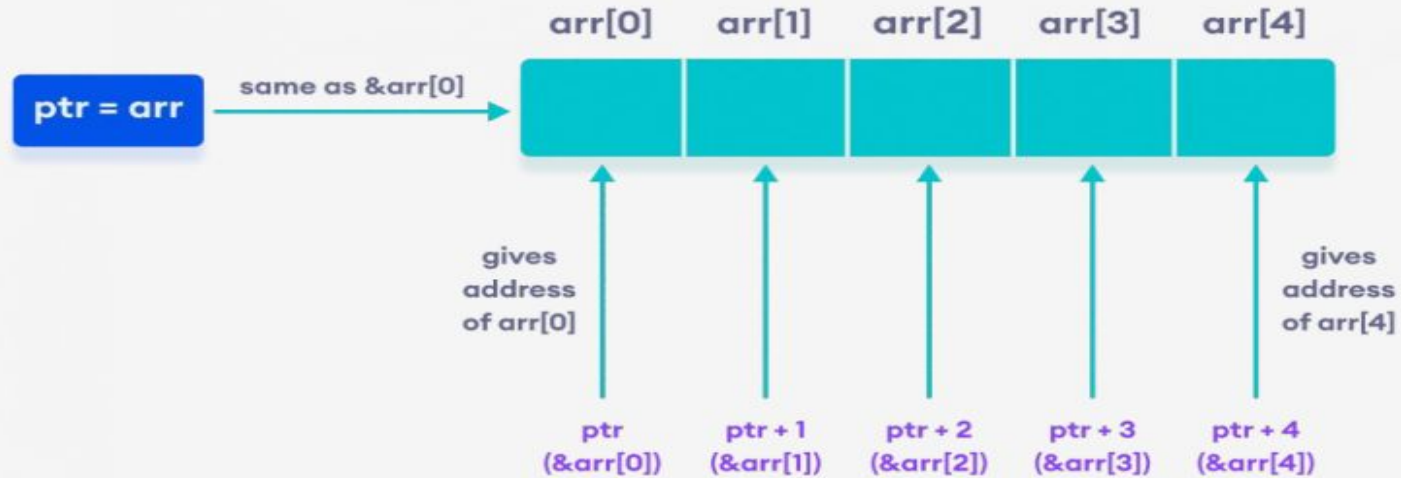 arr[0] arr[1] arr[2] arr[3] arr[4]
ptr = arr
same as &arr[0]
gives
address
of arr[0]
gives
address
of arr[4]
ptr ptr + 1 ptr + 2 ptr + 3 ptr + 4
(&arr[0]) (&arr[1]) (&arr[2]) (&arr[3]) (&arr[4])